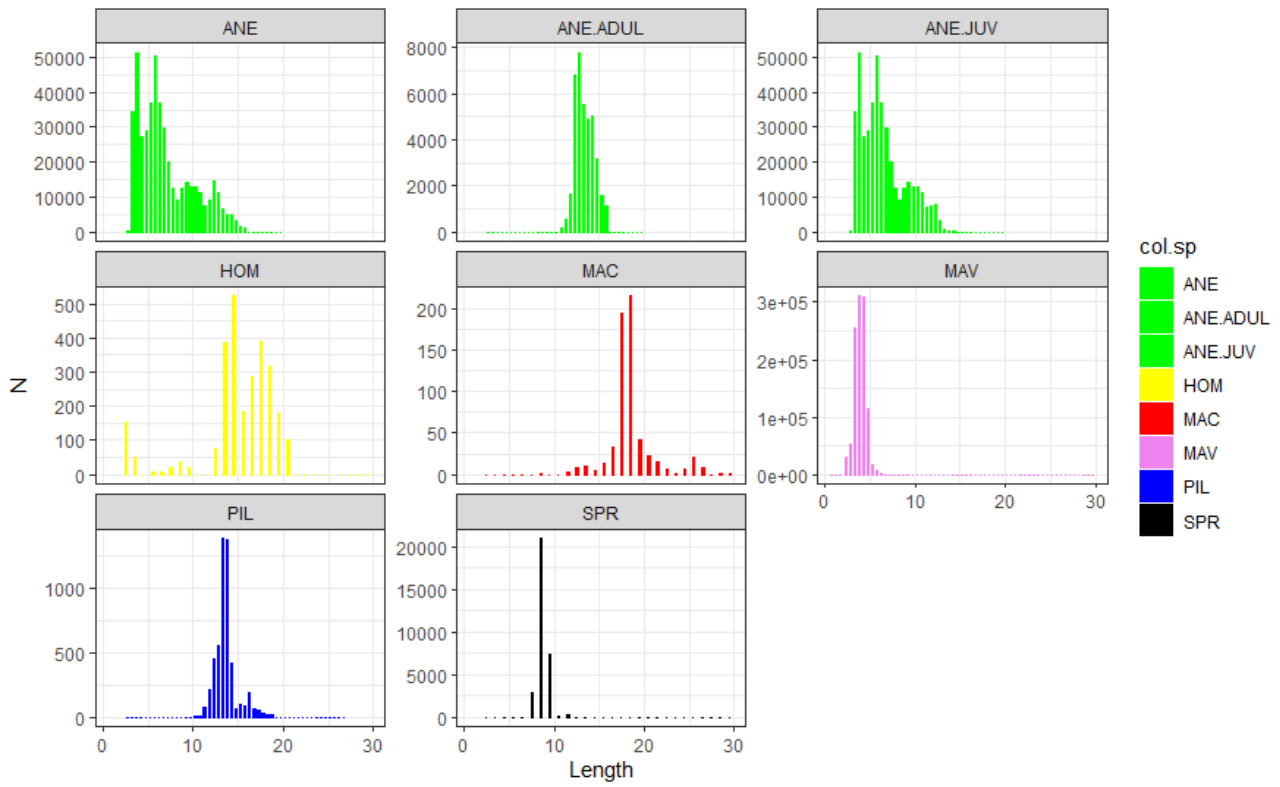 ANE ANE.ADUL ANE.JUV
50000 8000 50000
40000 6000 40000
30000 4000 30000
20000 2000 20000
10000 0 10000
0 0
col.sp
ANE
ANE.ADUL
ANE.JUV
HOM
MAC
MAV
PIL
SPR
HOM MAC MAV
500 200 3e+05
400 150 2e+05
300 100 1e+05
200 50 0e+00
100 0
0
0 10 20 30
N
PIL SPR
1000 20000
500 15000
0 10000
5000
0
0 10 20 30 0 10 20 30
Length